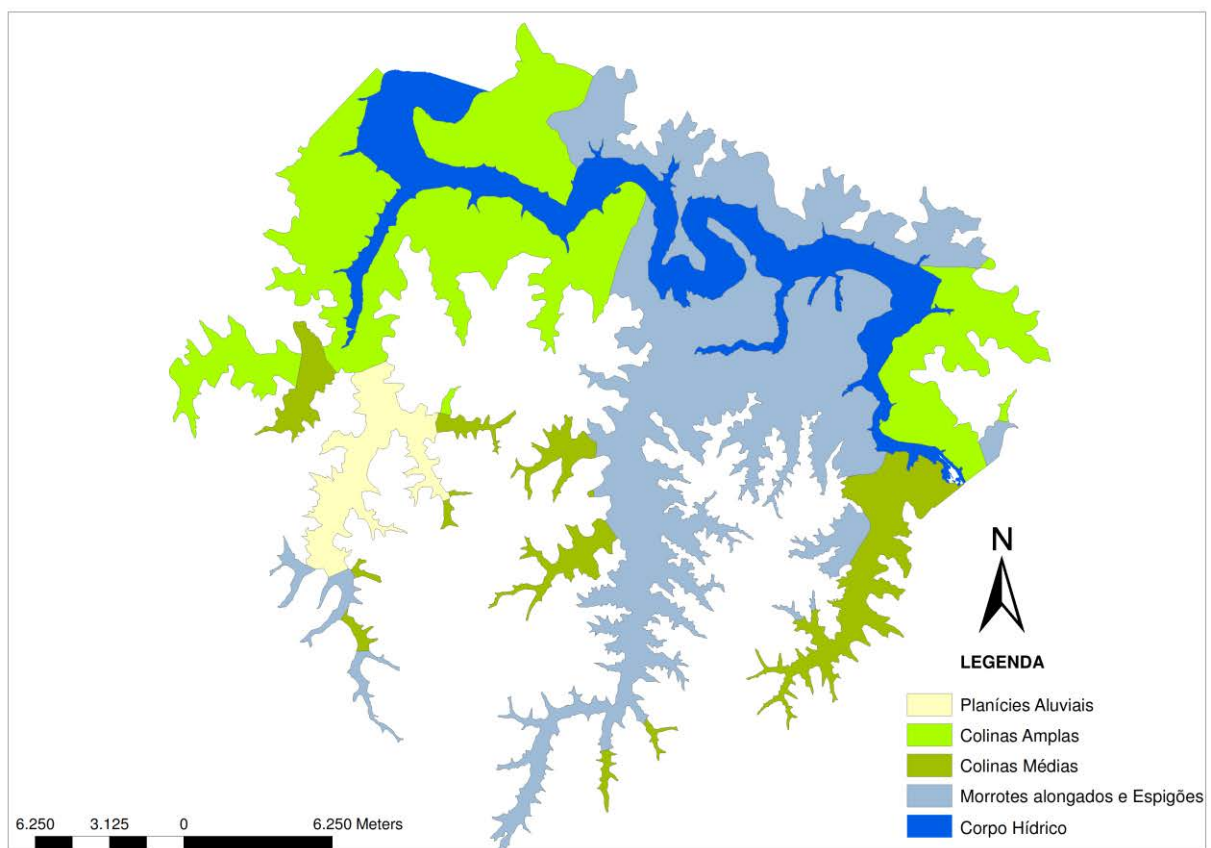 N
LEGENDA
Planícies Aluviais
Colinas Amplas
Colinas Médias
Morrotes alongados e Espigões
Corpo Hídrico
6.250 3.125 0 6.250 Meters